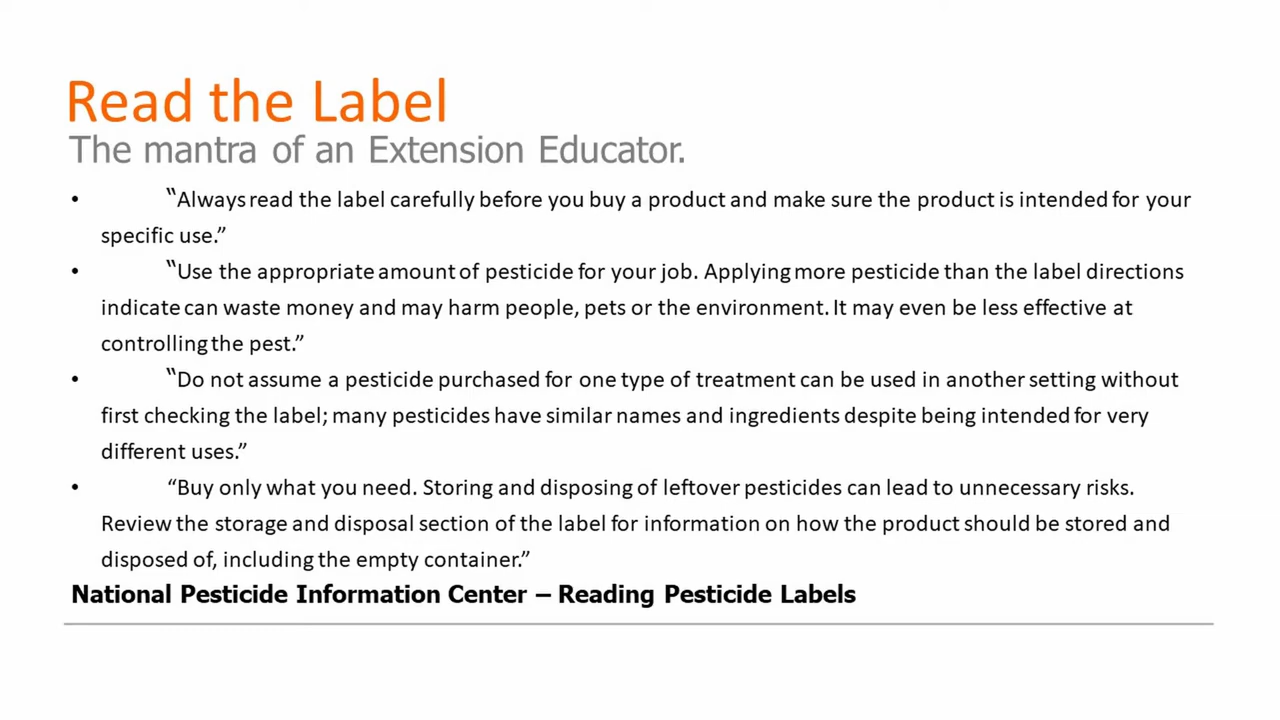 Read the Label
The mantra of an Extension Educator.
• “Always read the label carefully before you buy a product and make sure the product is intended for your
specific use.”
• “Use the appropriate amount of pesticide for your job. Applying more pesticide than the label directions
indicate can waste money and may harm people, pets or the environment. It may even be less effective at
controlling the pest.”
• “Do not assume a pesticide purchased for one type of treatment can be used in another setting without
first checking the label; many pesticides have similar names and ingredients despite being intended for very
different uses.”
• “Buy only what you need. Storing and disposing of leftover pesticides can lead to unnecessary risks.
Review the storage and disposal section of the label for information on how the product should be stored and
disposed of, including the empty container.”
National Pesticide Information Center – Reading Pesticide Labels